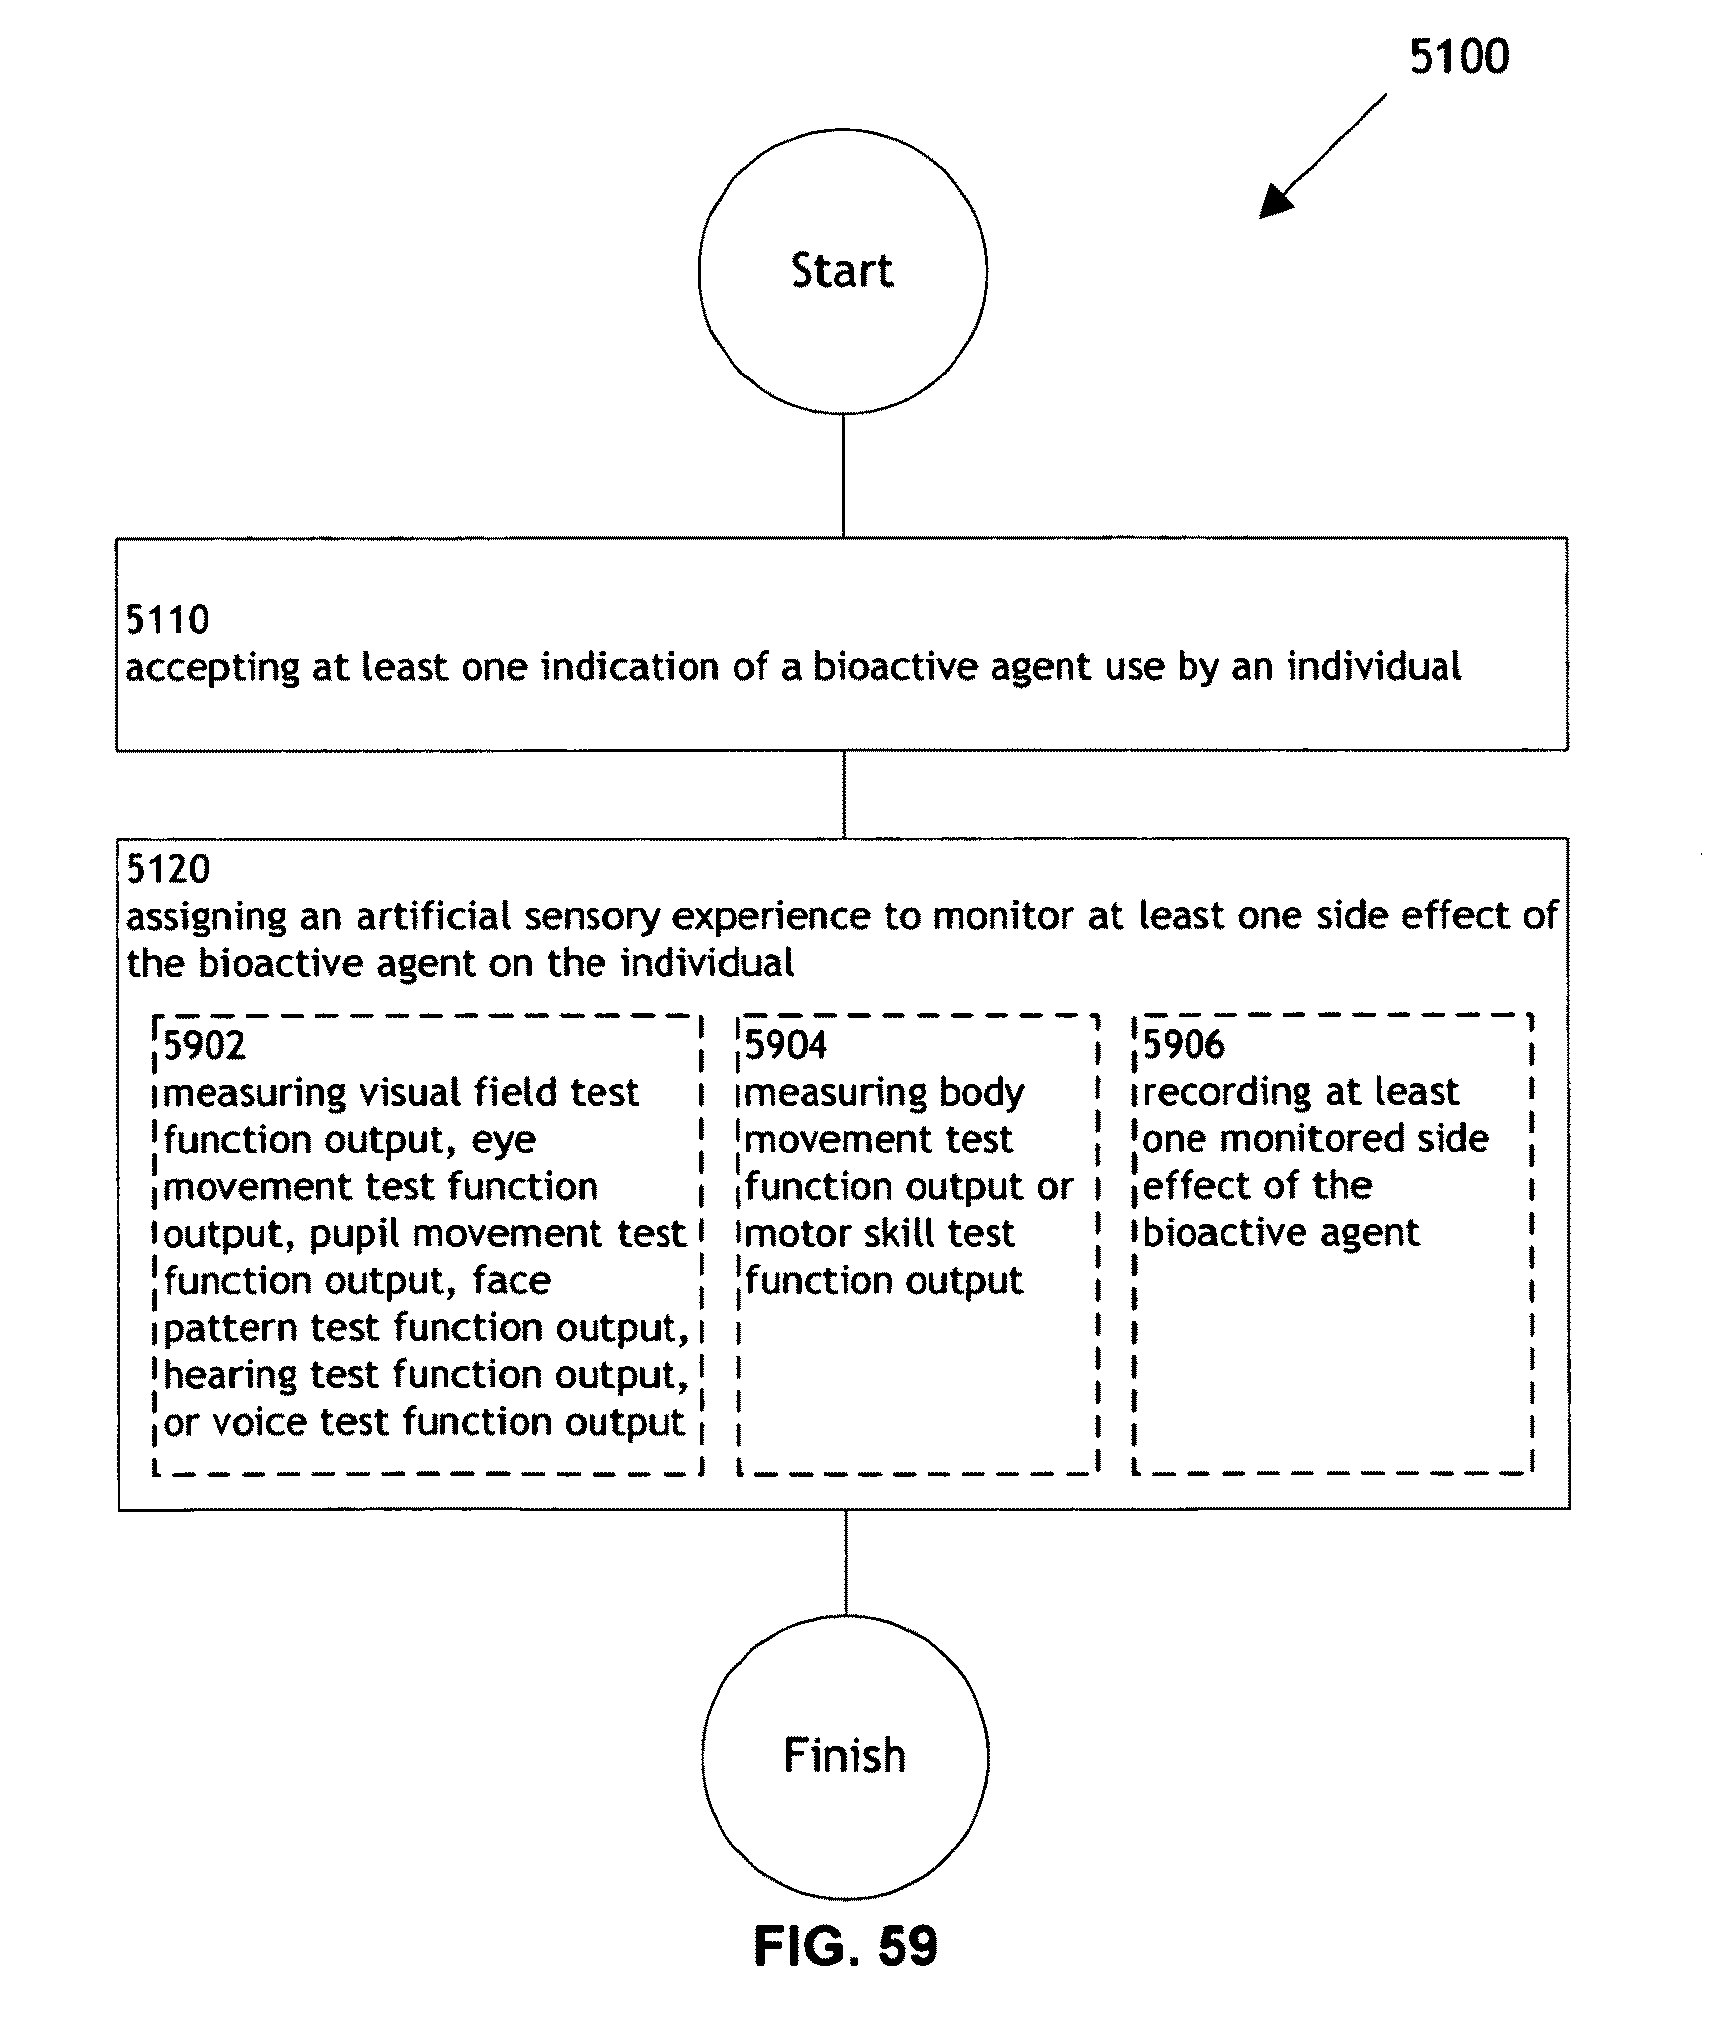 5100
Start
5110
accepting at least one indication of a bioactive agent use by an individual
5120
assigning an artificial sensory experience to monitor at least one side effect of
the bioactive agent on the individual
5902
measuring visual field test
function output, eye
movement test function
output, pupil movement test
function output, face
pattern test function output,
hearing test function output,
or voice test function output
5904
measuring body
movement test
function output or
motor skill test
function output
5906
recording at least
one monitored side
effect of the
bioactive agent
Finish
FIG. 59